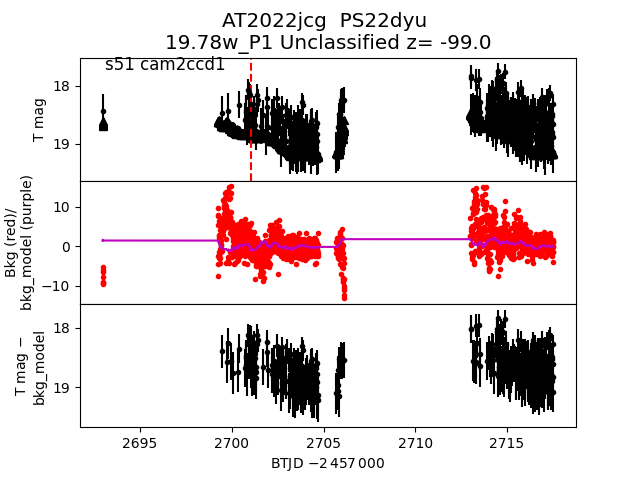 AT2022jcg  PS22dyu
19.78w_P1 Unclassified z= -99.0
s51 cam2ccd1
18
19
T mag
10
0
−10
Bkg (red)/
bkg_model (purple)
18
19
T mag −
bkg_model
2695 2700 2705 2710 2715
BTJD −2 457 000